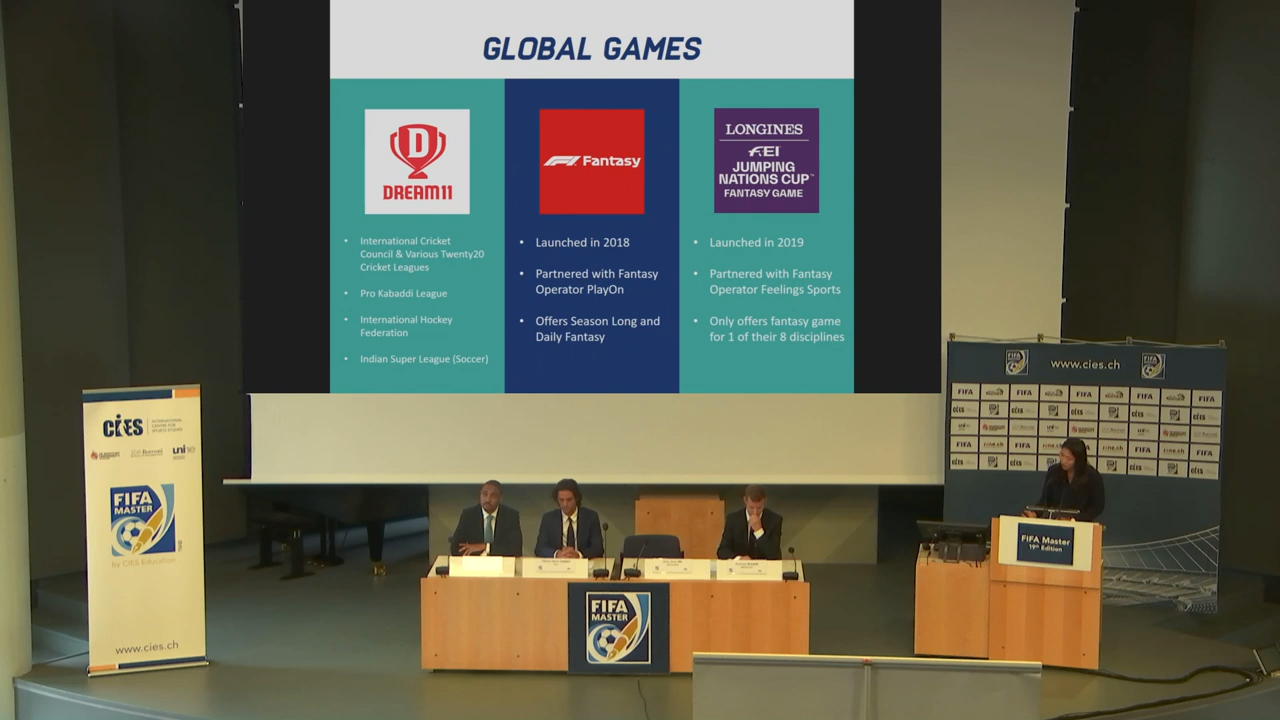 GLOBAL GAMES
D
DREAM11
• International Cricket
Council & Various Twenty20
Cricket Leagues
• Pro Kabaddi League
• International Hockey
Federation
• Indian Super League (Soccer)
F1 Fantasy
• Launched in 2018
• Partnered with Fantasy
Operator PlayOn
• Offers Season Long and
Daily Fantasy
LONGINES
FEI
JUMPING
NATIONS CUP™
FANTASY GAME
• Launched in 2019
• Partnered with Fantasy
Operator Feelings Sports
• Only offers fantasy game
for 1 of their 8 disciplines
CIES
INTERNATIONAL
CENTRE FOR
SPORTS STUDIES
FIFA
MASTER
by CIES Education
www.cies.ch
FIFA
MASTER
www.cies.ch
FIFA Master
19th Edition